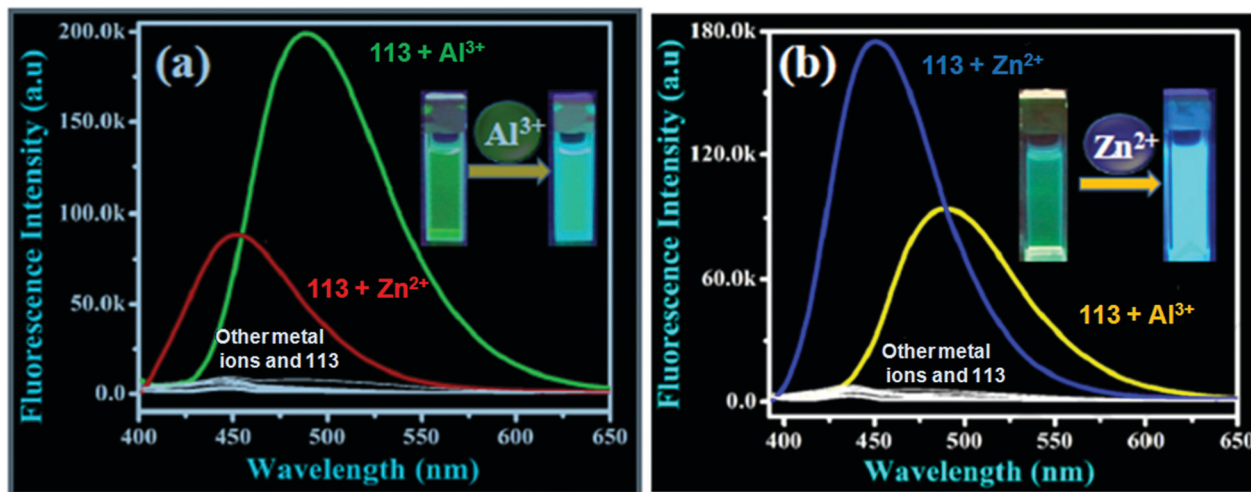 (a)
Fluorescence Intensity (a.u)
200.0k
150.0k
100.0k
50.0k
0.0
113 + Al³⁺
Al³⁺
113 + Zn²⁺
Other metal
ions and 113
400 450 500 550 600 650
Wavelength (nm)
(b)
Fluorescence Intensity (a.u)
180.0k
120.0k
60.0k
0.0
113 + Zn²⁺
Zn²⁺
113 + Al³⁺
Other metal
ions and 113
400 450 500 550 600 650
Wavelength (nm)